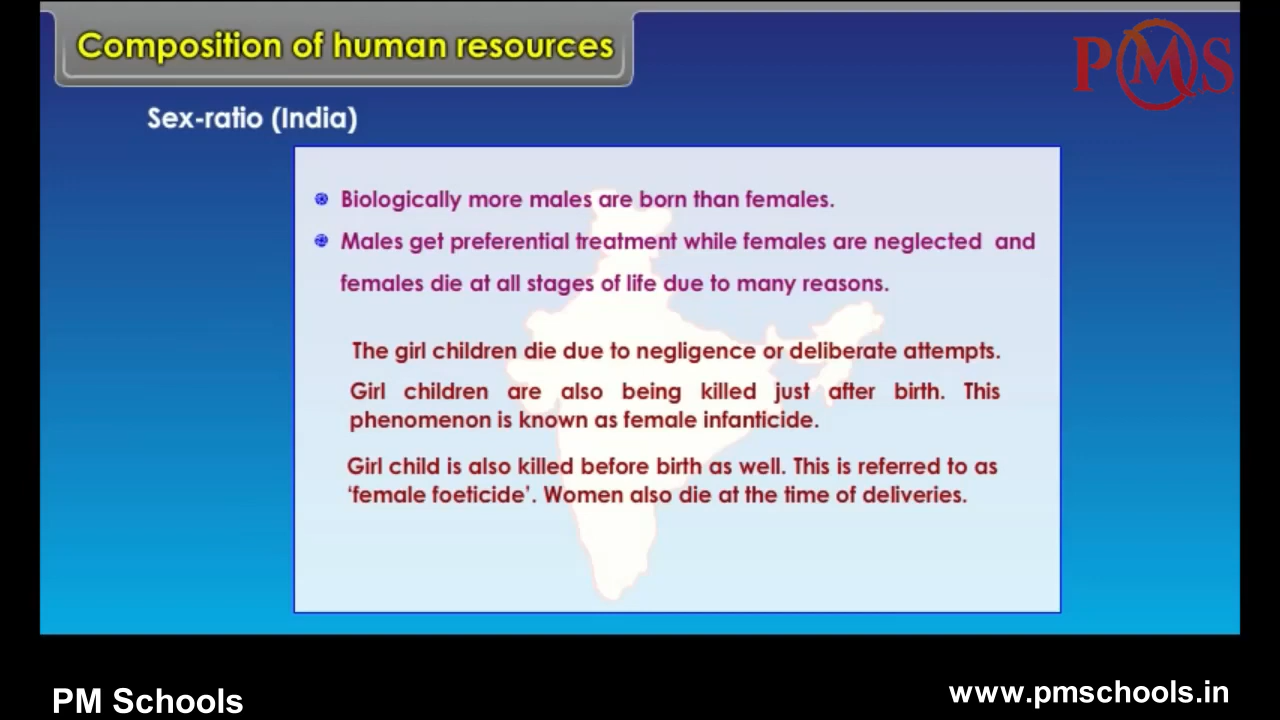 Composition of human resources
PMS
Sex-ratio (India)
Biologically more males are born than females.
Males get preferential treatment while females are neglected and
females die at all stages of life due to many reasons.
The girl children die due to negligence or deliberate attempts.
Girl children are also being killed just after birth. This
phenomenon is known as female infanticide.
Girl child is also killed before birth as well. This is referred to as
‘female foeticide’. Women also die at the time of deliveries.
PM Schools
www.pmschools.in